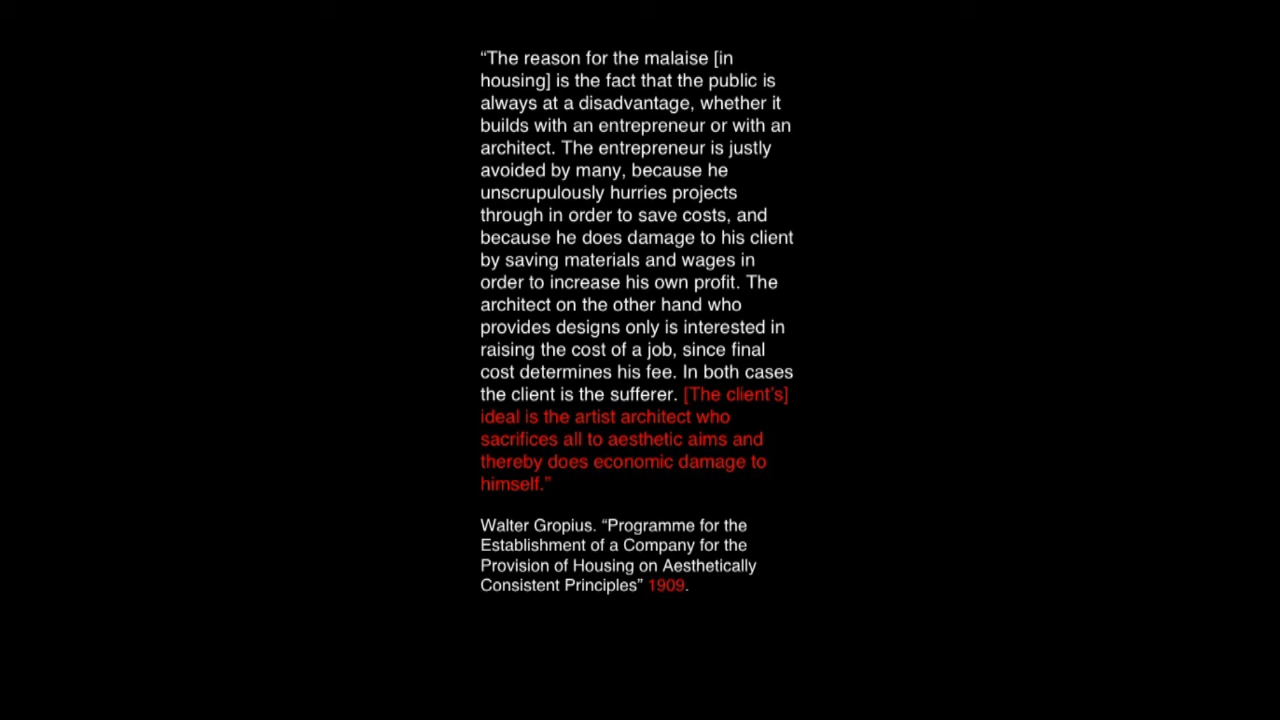 “The reason for the malaise [in
housing] is the fact that the public is
always at a disadvantage, whether it
builds with an entrepreneur or with an
architect. The entrepreneur is justly
avoided by many, because he
unscrupulously hurries projects
through in order to save costs, and
because he does damage to his client
by saving materials and wages in
order to increase his own profit. The
architect on the other hand who
provides designs only is interested in
raising the cost of a job, since final
cost determines his fee. In both cases
the client is the sufferer. [The client’s]
ideal is the artist architect who
sacrifices all to aesthetic aims and
thereby does economic damage to
himself.”
Walter Gropius. “Programme for the
Establishment of a Company for the
Provision of Housing on Aesthetically
Consistent Principles” 1909.